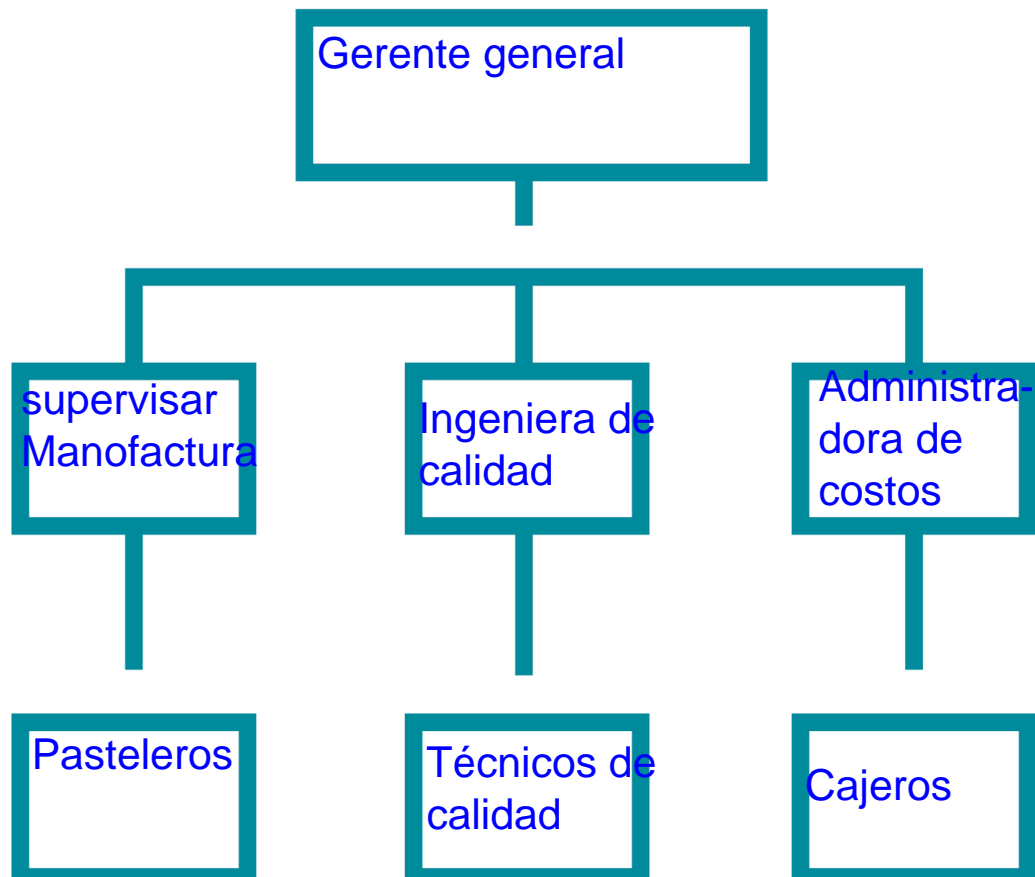 Gerente general
supervisar
Manofactura
Ingeniera de
calidad
Administra-
dora de
costos
Pasteleros
Técnicos de
calidad
Cajeros